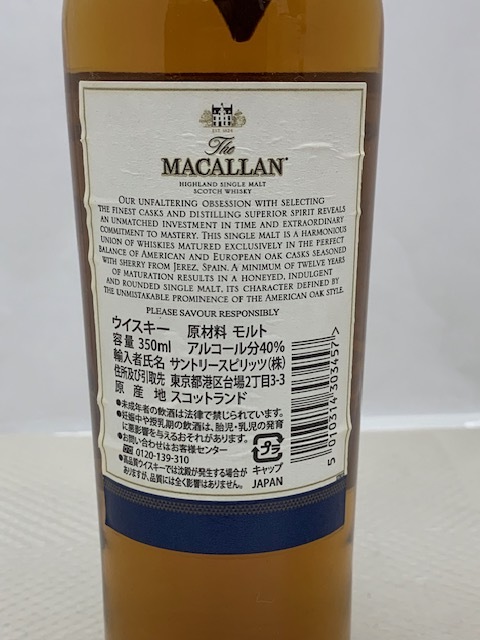 EST. 1824
The
MACALLAN
HIGHLAND SINGLE MALT
SCOTCH WHISKY
OUR UNFALTERING OBSESSION WITH SELECTING
THE FINEST CASKS AND DISTILLING SUPERIOR SPIRIT REVEALS
AN UNMATCHED INVESTMENT IN TIME AND EXTRAORDINARY
COMMITMENT TO MASTERY. THIS SINGLE MALT IS A HARMONIOUS
UNION OF WHISKIES MATURED EXCLUSIVELY IN THE PERFECT
BALANCE OF AMERICAN AND EUROPEAN OAK CASKS SEASONED
WITH SHERRY FROM JEREZ, SPAIN. A MINIMUM OF TWELVE YEARS
OF MATURATION RESULTS IN A HONEYED, INDULGENT
AND ROUNDED SINGLE MALT, ITS CHARACTER DEFINED BY
THE UNMISTAKABLE PROMINENCE OF THE AMERICAN OAK STYLE.
PLEASE SAVOUR RESPONSIBLY
ウイスキー 原材料 モルト
容量 350ml アルコール分40%
輸入者氏名 サントリースピリッツ(株)
住所及び引取先 東京都港区台場2丁目3-3
原産地 スコットランド
●未成年者の飲酒は法律で禁じられています。
●妊娠中や授乳期の飲酒は、胎児・乳児の発育
に悪影響を与えるおそれがあります。
●お問い合わせはお客様センター
0120-139-310
●高品質ウイスキーでは沈殿が発生する場合が
ありますが、品質には全く影響はありません。
プラ
キャップ
JAPAN
5 010314 303457 >